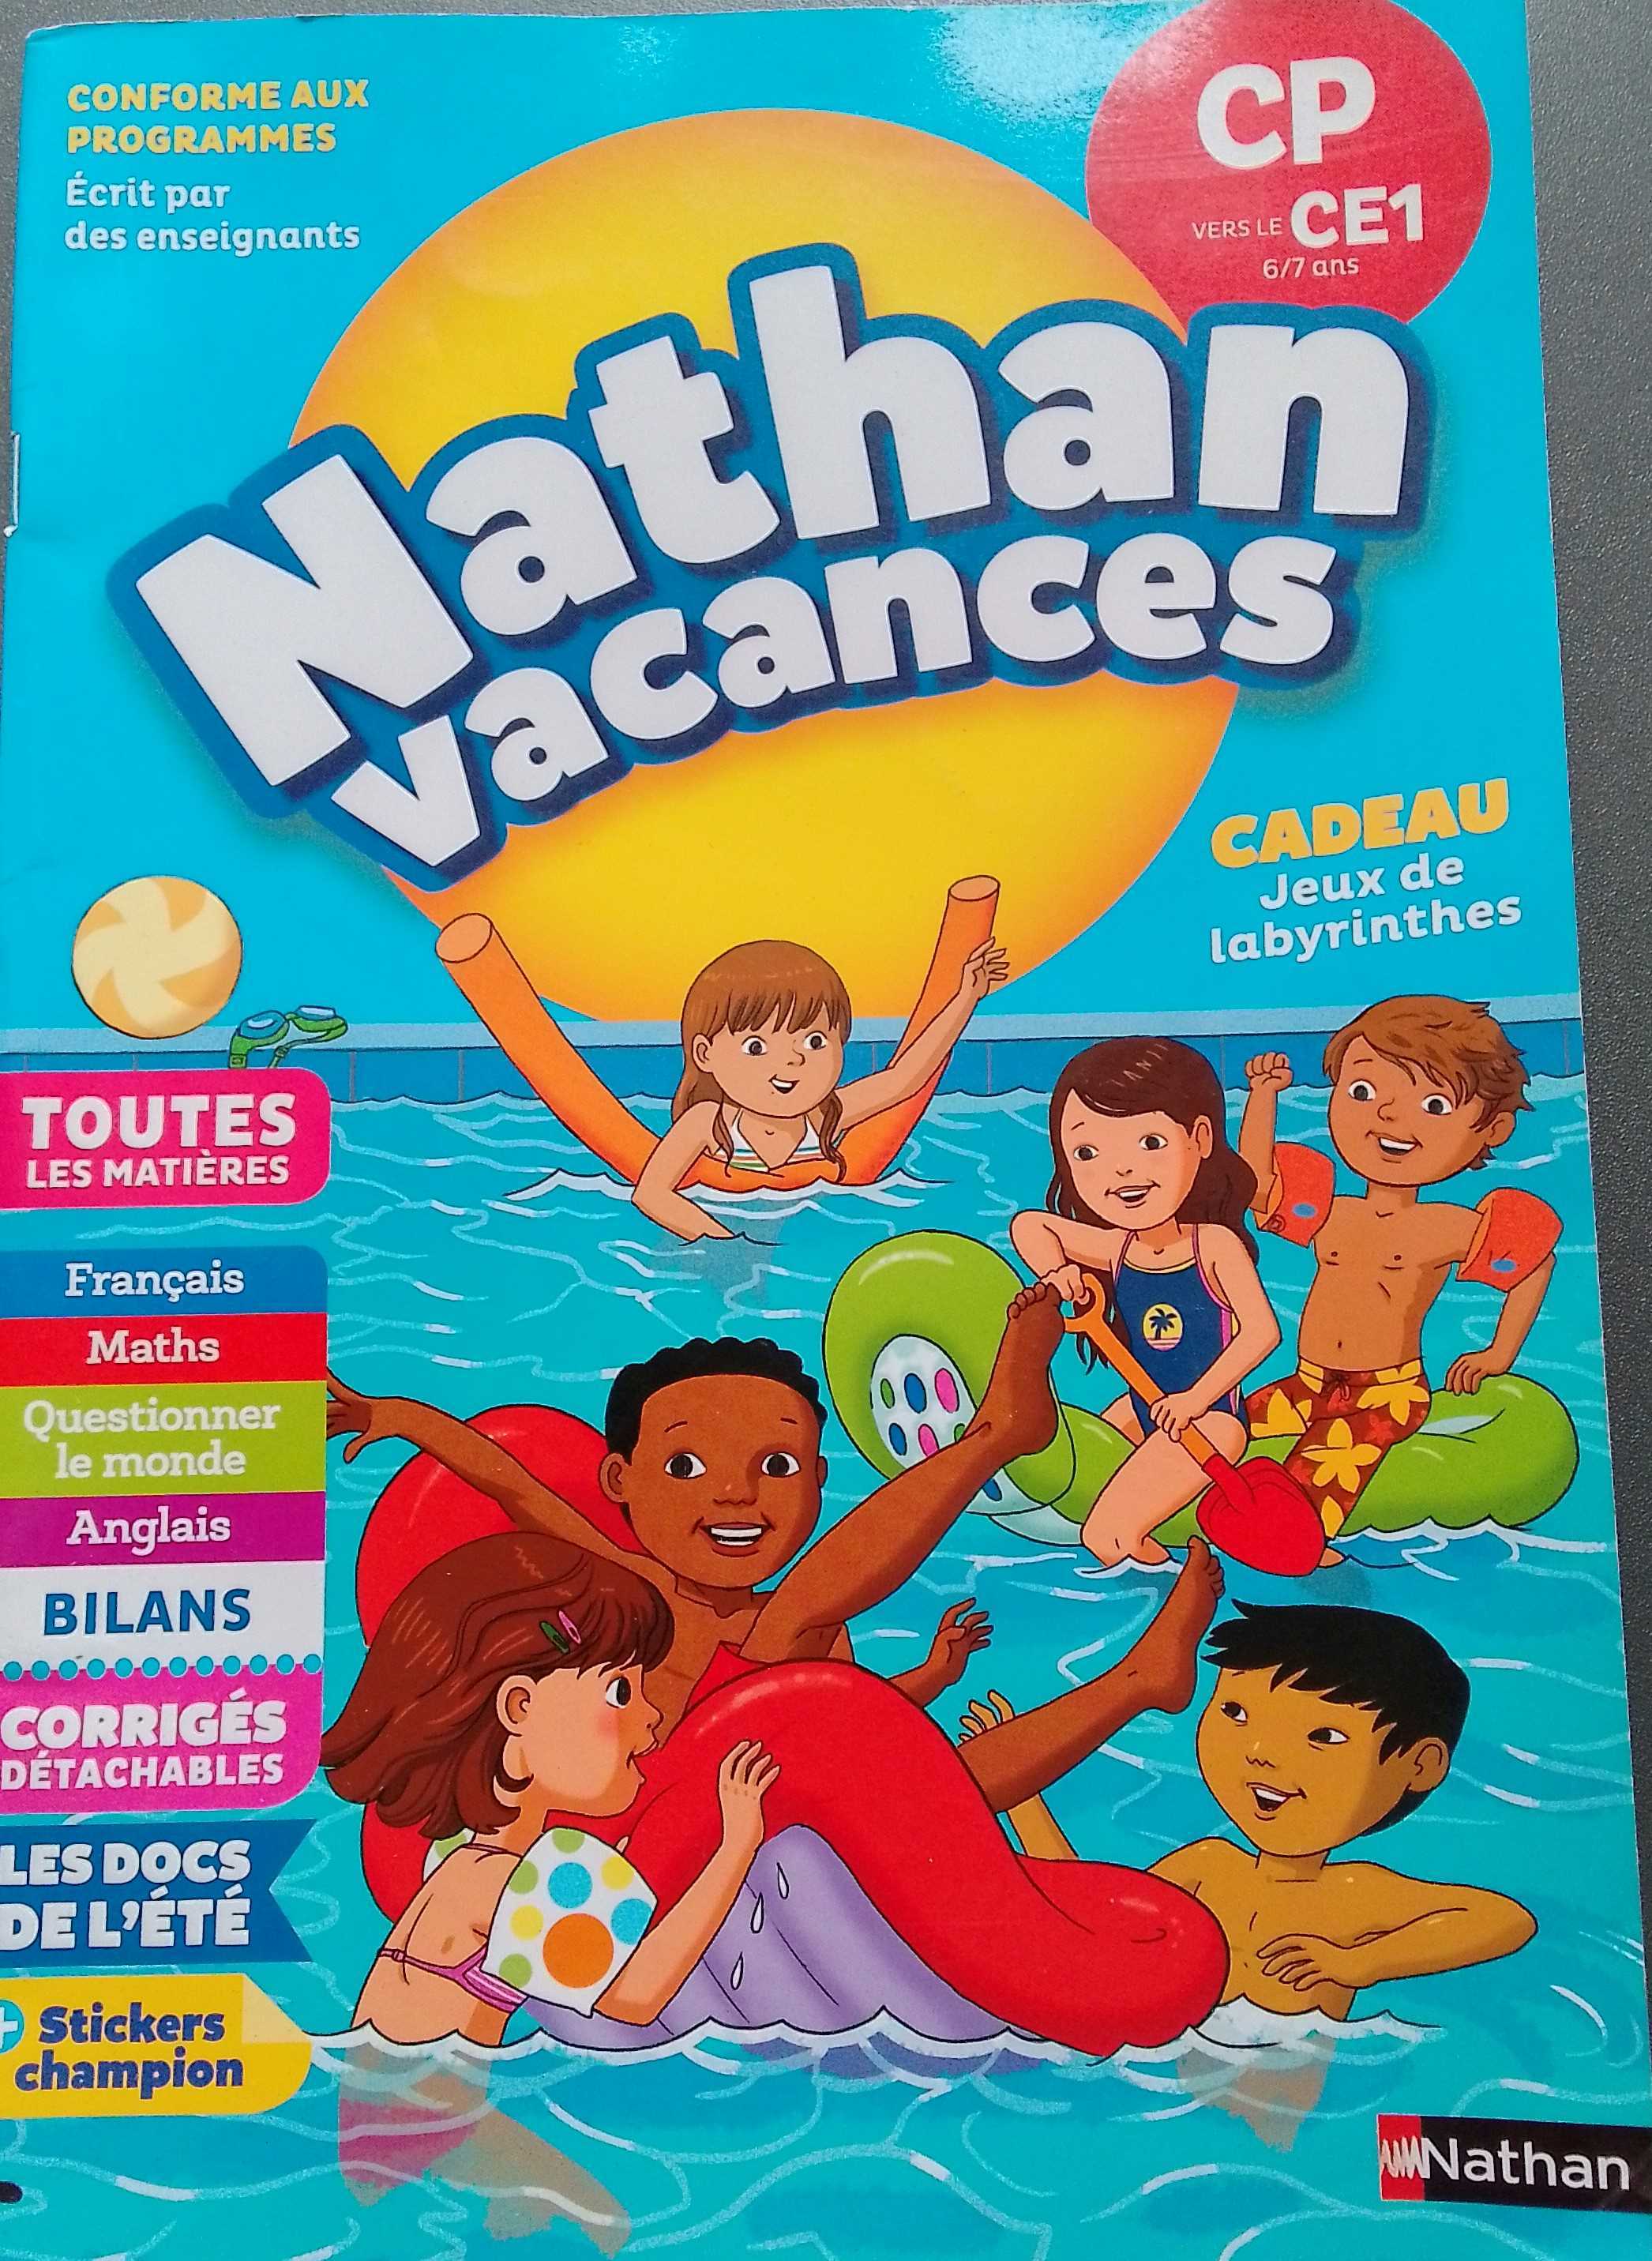 CONFORME AUX
PROGRAMMES
Écrit par
des enseignants
CP
VERS LE CE1
6/7 ans
Nathan
vacances
CADEAU
Jeux de
labyrinthes
TOUTES
LES MATIÈRES
Français
Maths
Questionner
le monde
Anglais
BILANS
CORRIGÉS
DÉTACHABLES
LES DOCS
DE L'ÉTÉ
+ Stickers
champion
Nathan